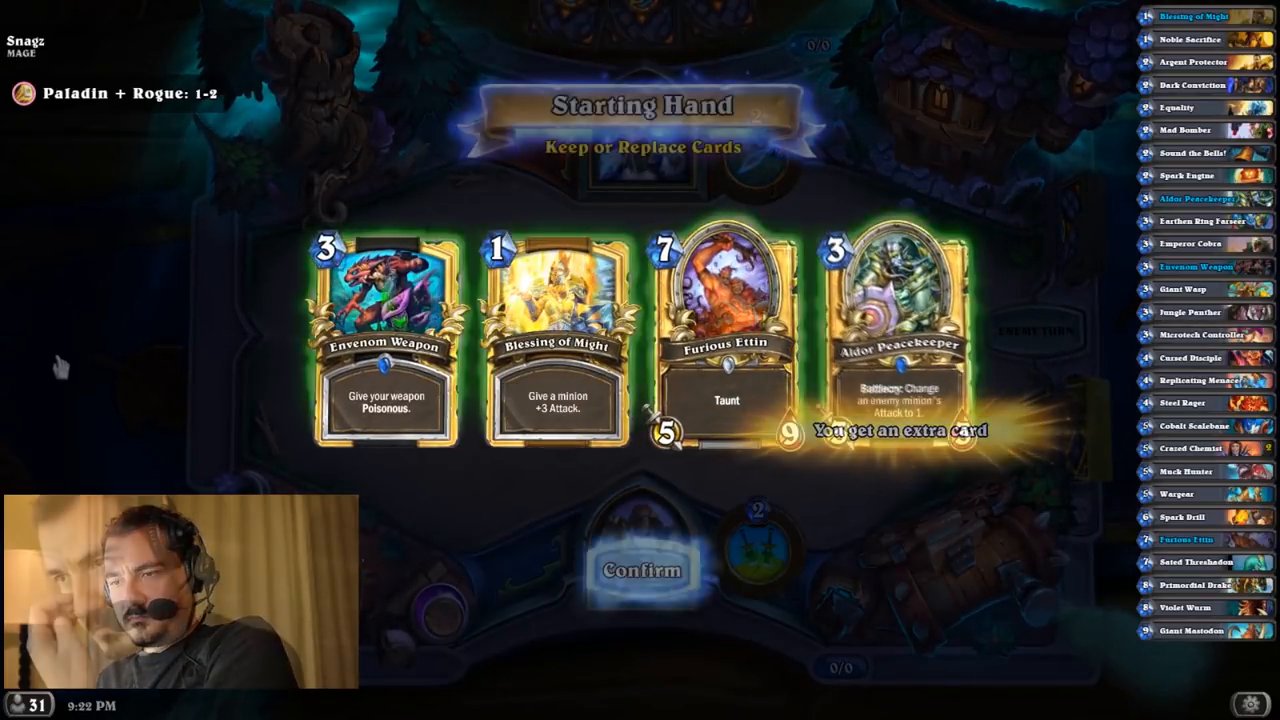 Snagz
MAGE
Paladin + Rogue: 1-2
0/0
Starting Hand
Keep or Replace Cards
3
Envenom Weapon
Give your weapon
Poisonous.
1
Blessing of Might
Give a minion
+3 Attack.
7
Furious Ettin
Taunt
5
9
3
Aldor Peacekeeper
Battlecry: Change
an enemy minion's
Attack to 1.
You get an extra card
ENEMY TURN
Confirm
2
0/0
31
9:22 PM
1 Blessing of Might
1 Noble Sacrifice
2 Argent Protector
2 Dark Conviction
2 Equality
2 Mad Bomber
2 Sound the Bells!
2 Spark Engine
3 Aldor Peacekeeper
3 Earthen Ring Farseer
3 Emperor Cobra
3 Envenom Weapon
3 Giant Wasp
3 Jungle Panther
3 Microtech Controller
4 Cursed Disciple
4 Replicating Menace
4 Steel Rager
5 Cobalt Scalebane
5 Crazed Chemist 2
5 Muck Hunter
5 Wargear
6 Spark Drill
7 Furious Ettin
7 Sated Threshadon
8 Primordial Drake
8 Violet Wurm
9 Giant Mastodon